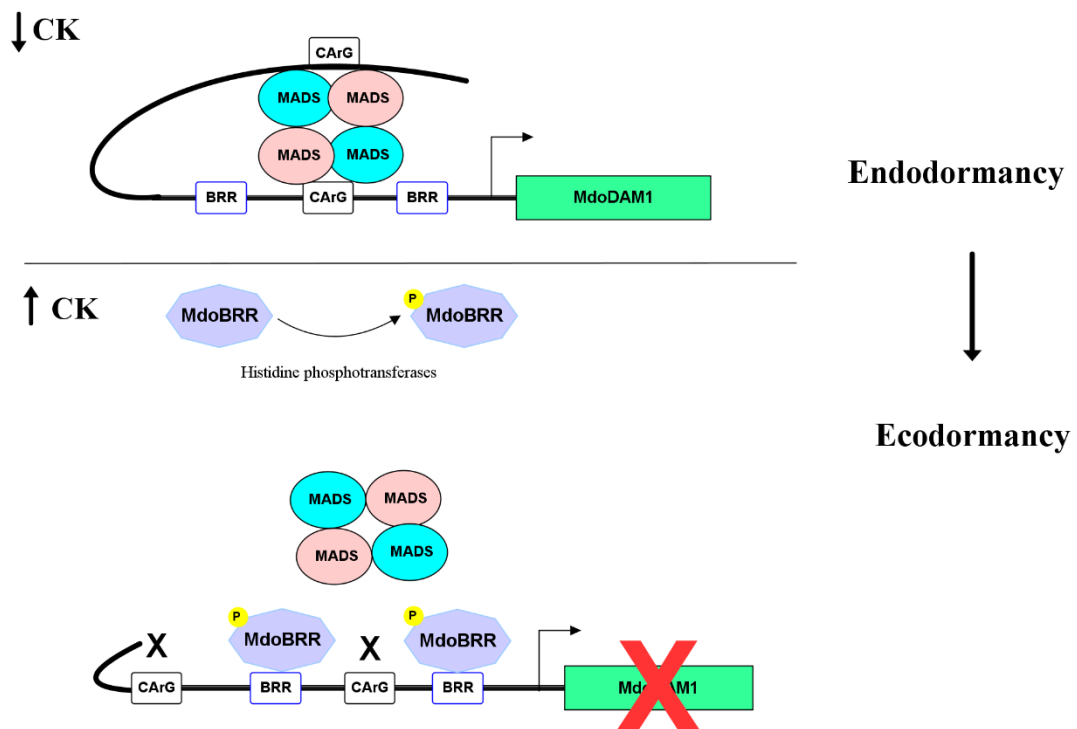 ↓ CK
CArG
MADS MADS
MADS MADS
BRR CArG BRR MdoDAM1
Endodormancy
↑ CK
MdoBRR P MdoBRR
Histidine phosphotransferases
Ecodormancy
MADS MADS
MADS MADS
P MdoBRR P MdoBRR
X X
CArG BRR CArG BRR MdoDAM1